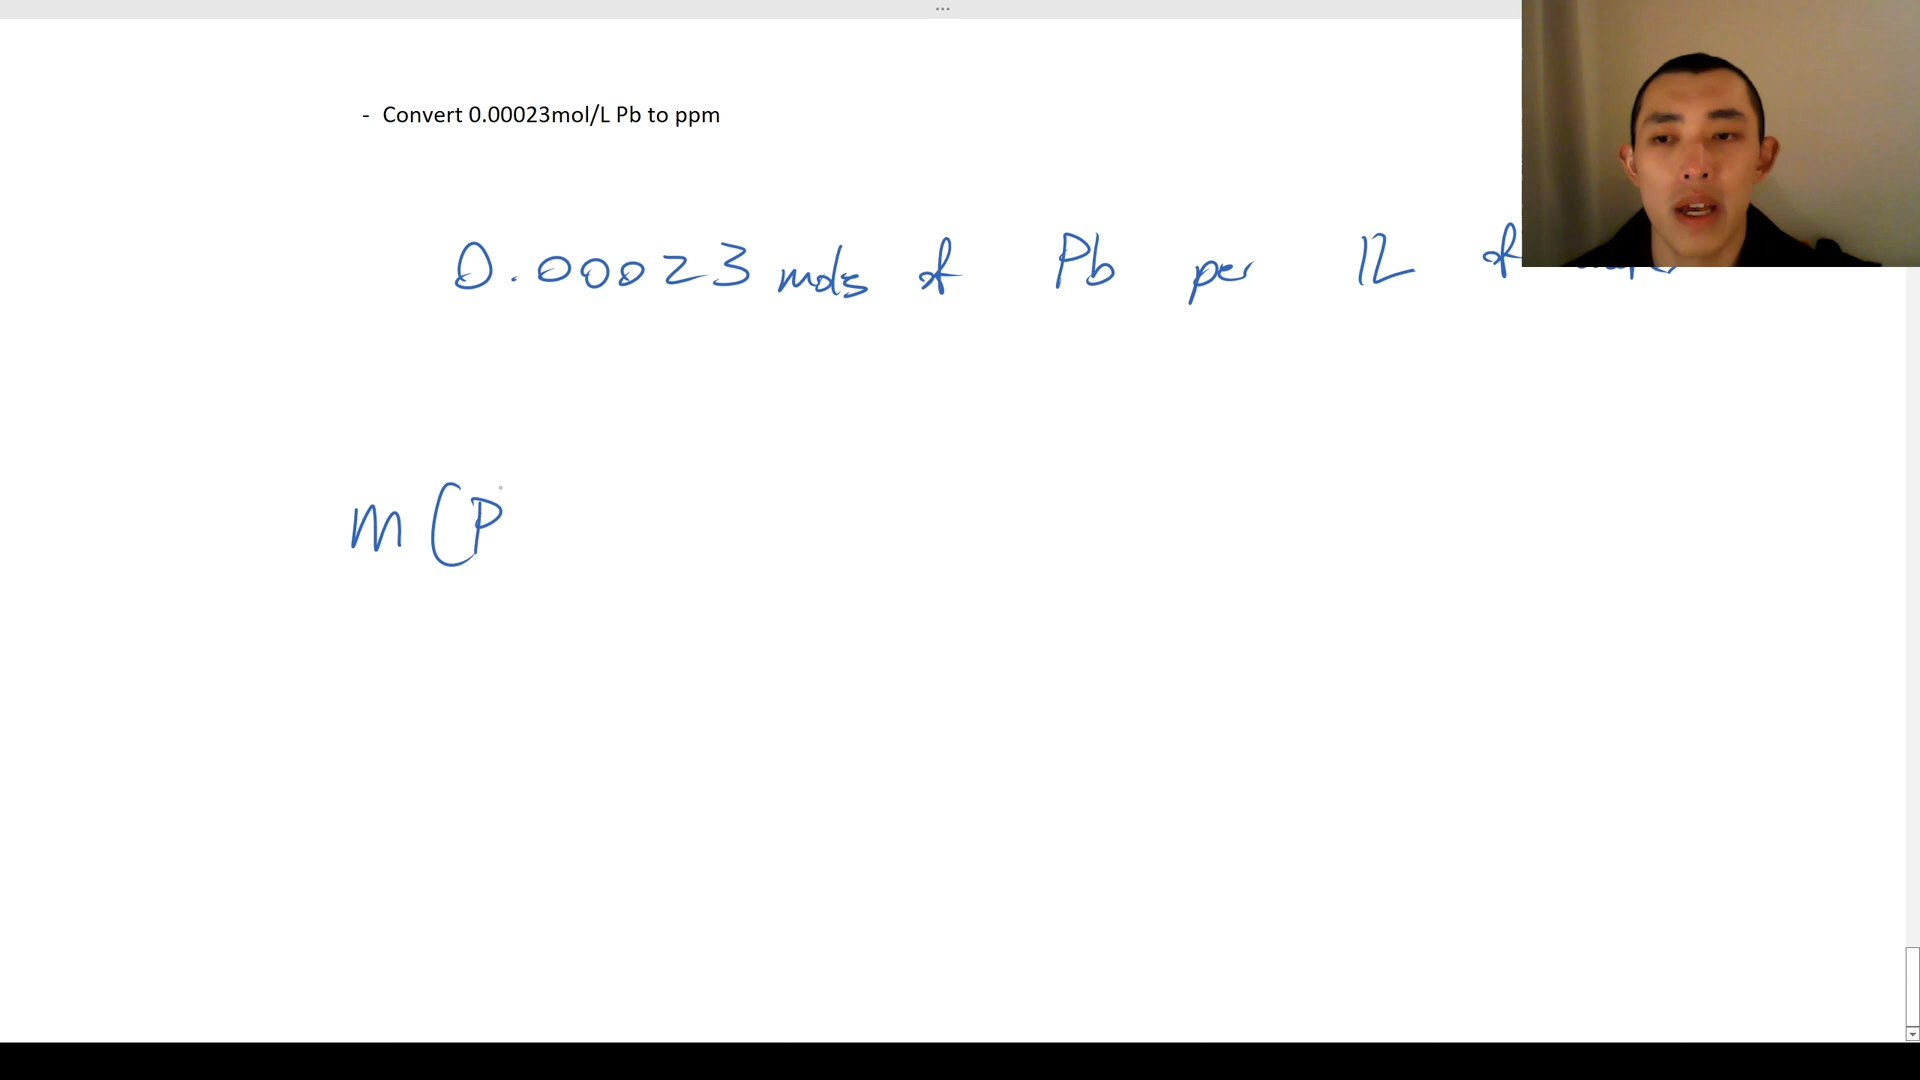 - Convert 0.00023mol/L Pb to ppm
0.00023 mols of Pb per 1L of
m (P